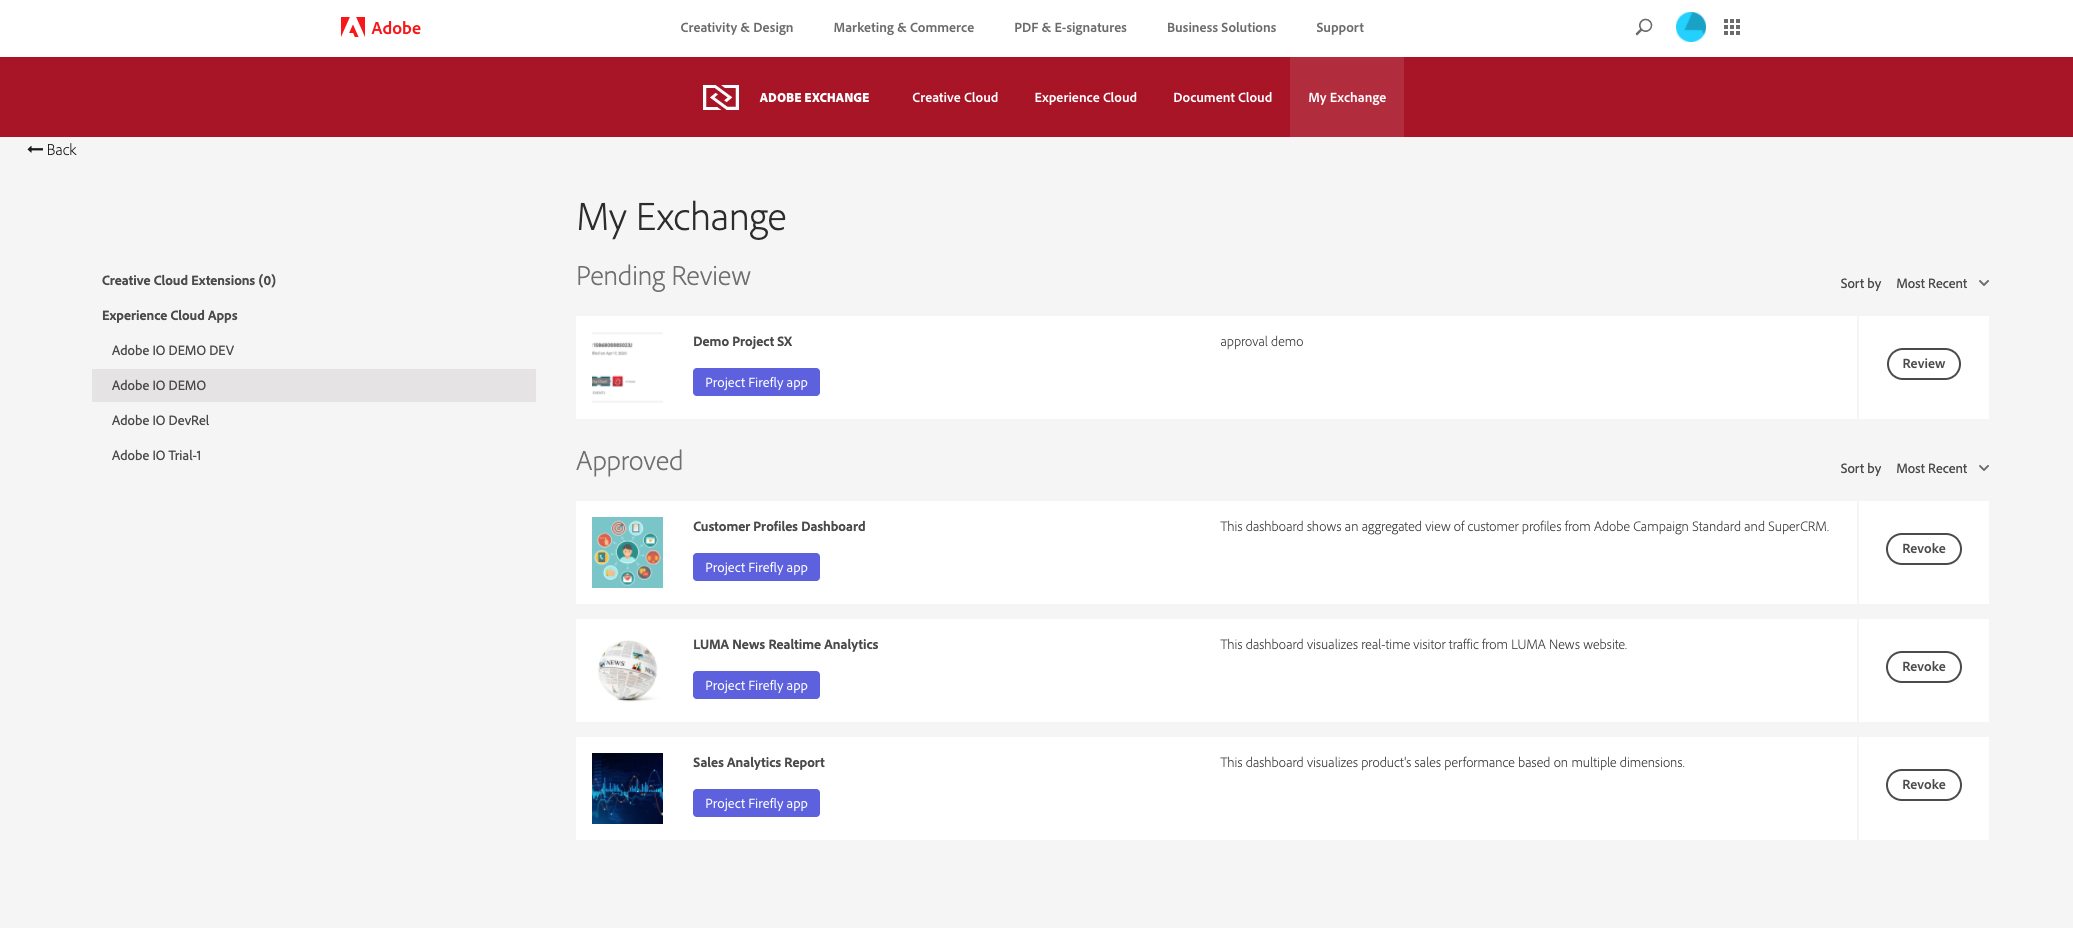 Adobe
Creativity & Design
Marketing & Commerce
PDF & E-signatures
Business Solutions
Support
ADOBE EXCHANGE
Creative Cloud
Experience Cloud
Document Cloud
My Exchange
Back
My Exchange
Creative Cloud Extensions (0)
Experience Cloud Apps
Adobe IO DEMO DEV
Adobe IO DEMO
Adobe IO DevRel
Adobe IO Trial-1
Pending Review
Sort by Most Recent
Demo Project SX
approval demo
Project Firefly app
Review
Approved
Sort by Most Recent
Customer Profiles Dashboard
This dashboard shows an aggregated view of customer profiles from Adobe Campaign Standard and SuperCRM.
Project Firefly app
Revoke
NEWS
LUMA News Realtime Analytics
This dashboard visualizes real-time visitor traffic from LUMA News website.
Project Firefly app
Revoke
Sales Analytics Report
This dashboard visualizes product's sales performance based on multiple dimensions.
Project Firefly app
Revoke